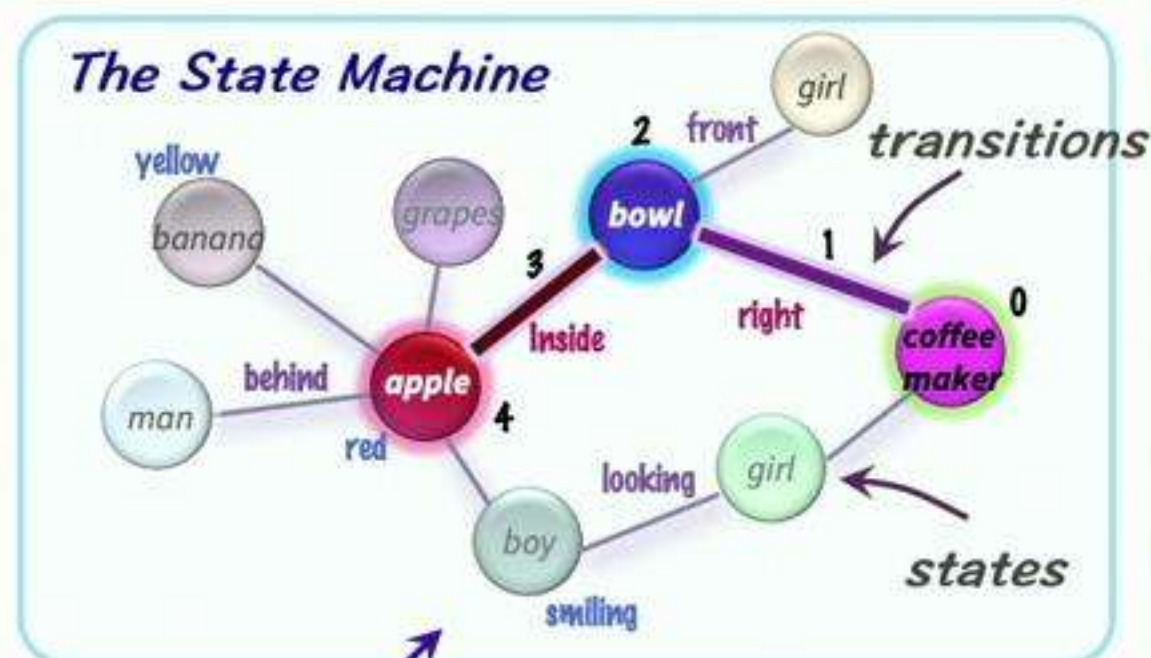 The State Machine
girl
2
front
transitions
yellow
grapes
bowl
banana
3
1
0
Inside
right
coffee
maker
behind
apple
man
4
red
looking
girl
boy
states
smiling